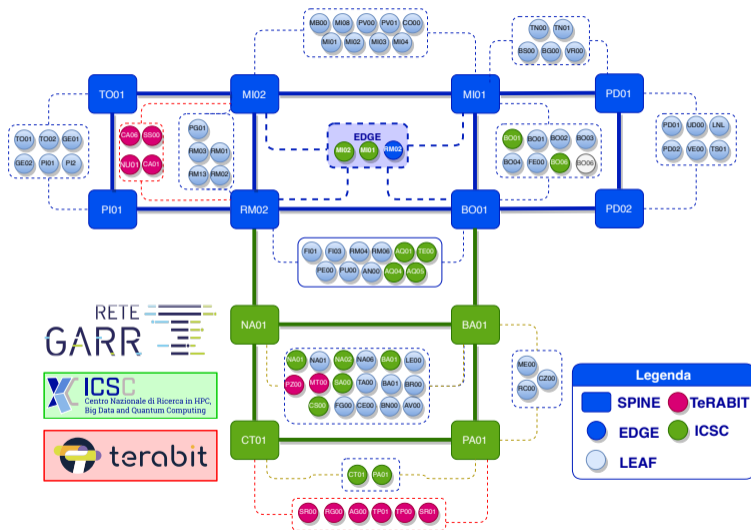 MB00 MI08 PV00 PV01 CO00
MI01 MI02 MI03 MI04
TN00 TN01
BS00 BG00 VR00
TO01
MI02
MI01
PD01
TO01 TO02 GE01
GE02 PI01 PI2
CA06 SS00
NU01 CA01
PG01
RM03 RM01
RM13 RM02
EDGE
MI02 MI01 RM02
BO01 BO01 BO02 BO03
BO04 FE00 BO06 BO06
PD01 UD00 LNL
PD02 VE00 TS01
PI01
RM02
BO01
PD02
FI01 FI03 RM04 RM06 AQ01 TE00
PE00 PU00 AN00 AQ04 AQ05
NA01
BA01
RETE
GARR
NA01 NA01 NA02 NA06 BA01 LE00
PZ00 MT00 SA00 TA00 BA01 BR00
CS00 FG00 CE00 BN00 AV00
ME00
RC00 CZ00
ICSC
Centro Nazionale di Ricerca in HPC,
Big Data and Quantum Computing
terabit
CT01
PA01
CT01 PA01
SR00 RG00 AG00 TP01 TP00 SR01
Legenda
SPINE TeRABIT
EDGE ICSC
LEAF